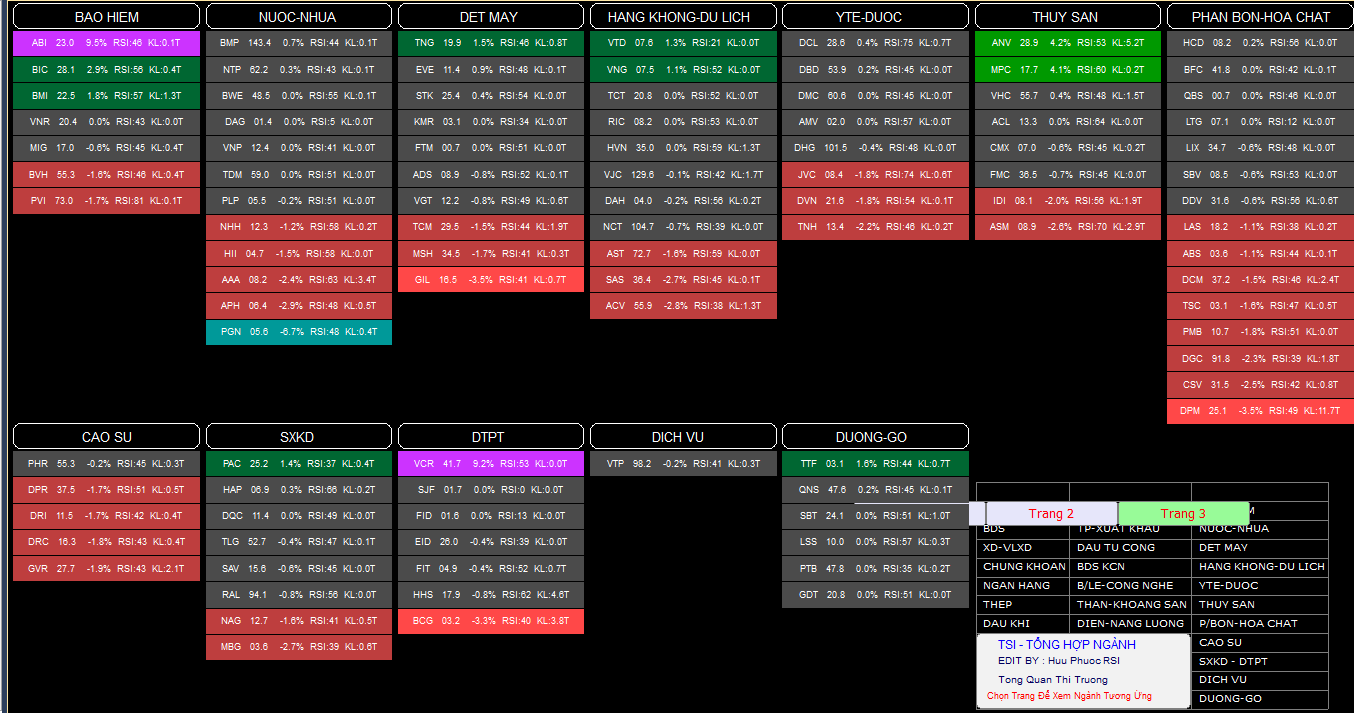 BAO HIEM
ABI 23.0 9.5% RSI:46 KL:0.1T
BIC 28.1 2.9% RSI:56 KL:0.4T
BMI 22.5 1.8% RSI:57 KL:1.3T
VNR 20.4 0.0% RSI:43 KL:0.0T
MIG 17.0 -0.6% RSI:45 KL:0.4T
BVH 55.3 -1.6% RSI:46 KL:0.4T
PVI 73.0 -1.7% RSI:81 KL:0.1T
NUOC-NHUA
BMP 143.4 0.7% RSI:44 KL:0.1T
NTP 62.2 0.3% RSI:43 KL:0.1T
BWE 48.5 0.0% RSI:55 KL:0.1T
DAG 01.4 0.0% RSI:5 KL:0.0T
VNP 12.4 0.0% RSI:41 KL:0.0T
TDM 59.0 0.0% RSI:51 KL:0.0T
PLP 05.5 -0.2% RSI:51 KL:0.0T
NHH 12.3 -1.2% RSI:58 KL:0.2T
HII 04.7 -1.5% RSI:58 KL:0.0T
AAA 08.2 -2.4% RSI:63 KL:3.4T
APH 06.4 -2.9% RSI:48 KL:0.5T
PGN 05.6 -6.7% RSI:48 KL:0.4T
DET MAY
TNG 19.9 1.5% RSI:46 KL:0.8T
EVE 11.4 0.9% RSI:48 KL:0.1T
STK 25.4 0.4% RSI:54 KL:0.0T
KMR 03.1 0.0% RSI:34 KL:0.0T
FTM 00.7 0.0% RSI:51 KL:0.0T
ADS 08.9 -0.8% RSI:52 KL:0.1T
VGT 12.2 -0.8% RSI:49 KL:0.6T
TCM 29.5 -1.5% RSI:44 KL:1.9T
MSH 34.5 -1.7% RSI:41 KL:0.3T
GIL 16.5 -3.5% RSI:41 KL:0.7T
HANG KHONG-DU LICH
VTD 07.6 1.3% RSI:21 KL:0.0T
VNG 07.5 1.1% RSI:52 KL:0.0T
TCT 20.8 0.0% RSI:52 KL:0.0T
RIC 08.2 0.0% RSI:53 KL:0.0T
HVN 35.0 0.0% RSI:59 KL:1.3T
VJC 129.6 -0.1% RSI:42 KL:1.7T
DAH 04.0 -0.2% RSI:56 KL:0.2T
NCT 104.7 -0.7% RSI:39 KL:0.0T
AST 72.7 -1.6% RSI:59 KL:0.0T
SAS 36.4 -2.7% RSI:45 KL:0.1T
ACV 55.9 -2.8% RSI:38 KL:1.3T
YTE-DUOC
DCL 28.6 0.4% RSI:75 KL:0.7T
DBD 53.9 0.2% RSI:45 KL:0.0T
DMC 60.6 0.0% RSI:45 KL:0.0T
AMV 02.0 0.0% RSI:57 KL:0.0T
DHG 101.5 -0.4% RSI:48 KL:0.0T
JVC 08.4 -1.8% RSI:74 KL:0.6T
DVN 21.6 -1.8% RSI:54 KL:0.1T
TNH 13.4 -2.2% RSI:46 KL:0.2T
THUY SAN
ANV 28.9 4.2% RSI:53 KL:5.2T
MPC 17.7 4.1% RSI:60 KL:0.2T
VHC 55.7 0.4% RSI:48 KL:1.5T
ACL 13.3 0.0% RSI:64 KL:0.0T
CMX 07.0 -0.6% RSI:45 KL:0.2T
FMC 36.5 -0.7% RSI:45 KL:0.0T
IDI 08.1 -2.0% RSI:56 KL:1.9T
ASM 08.9 -2.6% RSI:70 KL:2.9T
PHAN BON-HOA CHAT
HCD 08.2 0.2% RSI:56 KL:0.0T
BFC 41.8 0.0% RSI:42 KL:0.1T
QBS 00.7 0.0% RSI:46 KL:0.0T
LTG 07.1 0.0% RSI:12 KL:0.0T
LIX 34.7 -0.6% RSI:48 KL:0.0T
SBV 08.5 -0.6% RSI:53 KL:0.0T
DDV 31.6 -0.6% RSI:56 KL:0.6T
LAS 18.2 -1.1% RSI:38 KL:0.2T
ABS 03.6 -1.1% RSI:44 KL:0.1T
DCM 37.2 -1.5% RSI:46 KL:2.4T
TSC 03.1 -1.6% RSI:47 KL:0.5T
PMB 10.7 -1.8% RSI:51 KL:0.0T
DGC 91.8 -2.3% RSI:39 KL:1.8T
CSV 31.5 -2.5% RSI:42 KL:0.8T
DPM 25.1 -3.5% RSI:49 KL:11.7T
CAO SU
PHR 55.3 -0.2% RSI:45 KL:0.3T
DPR 37.5 -1.7% RSI:51 KL:0.5T
DRI 11.5 -1.7% RSI:42 KL:0.4T
DRC 16.3 -1.8% RSI:43 KL:0.4T
GVR 27.7 -1.9% RSI:43 KL:2.1T
SXKD
PAC 25.2 1.4% RSI:37 KL:0.4T
HAP 06.9 0.3% RSI:66 KL:0.2T
DQC 11.4 0.0% RSI:49 KL:0.0T
TLG 52.7 -0.4% RSI:47 KL:0.1T
SAV 15.6 -0.6% RSI:45 KL:0.0T
RAL 94.1 -0.8% RSI:56 KL:0.0T
NAG 12.7 -1.6% RSI:41 KL:0.5T
MBG 03.6 -2.7% RSI:39 KL:0.6T
DTPT
VCR 41.7 9.2% RSI:53 KL:0.0T
SJF 01.7 0.0% RSI:0 KL:0.0T
FID 01.6 0.0% RSI:13 KL:0.0T
EID 26.0 -0.4% RSI:39 KL:0.0T
FIT 04.9 -0.4% RSI:52 KL:0.7T
HHS 17.9 -0.8% RSI:62 KL:4.6T
BCG 03.2 -3.3% RSI:40 KL:3.8T
DICH VU
VTP 98.2 -0.2% RSI:41 KL:0.3T
DUONG-GO
TTF 03.1 1.6% RSI:44 KL:0.7T
QNS 47.6 0.2% RSI:45 KL:0.1T
SBT 24.1 0.0% RSI:51 KL:1.0T
LSS 10.0 0.0% RSI:57 KL:0.3T
PTB 47.8 0.0% RSI:35 KL:0.2T
GDT 20.8 0.0% RSI:51 KL:0.0T
Trang 2 Trang 3
BDS TP-XUAT KHAU NUOC-NHUA
XD-VLXD DAU TU CONG DET MAY
CHUNG KHOAN BDS KCN HANG KHONG-DU LICH
NGAN HANG B/LE-CONG NGHE YTE-DUOC
THEP THAN-KHOANG SAN THUY SAN
DAU KHI DIEN-NANG LUONG P/BON-HOA CHAT
CAO SU
SXKD - DTPT
DICH VU
DUONG-GO
TSI - TỔNG HỢP NGÀNH
EDIT BY : Huu Phuoc RSI
Tong Quan Thi Truong
Chọn Trang Để Xem Ngành Tương Ứng